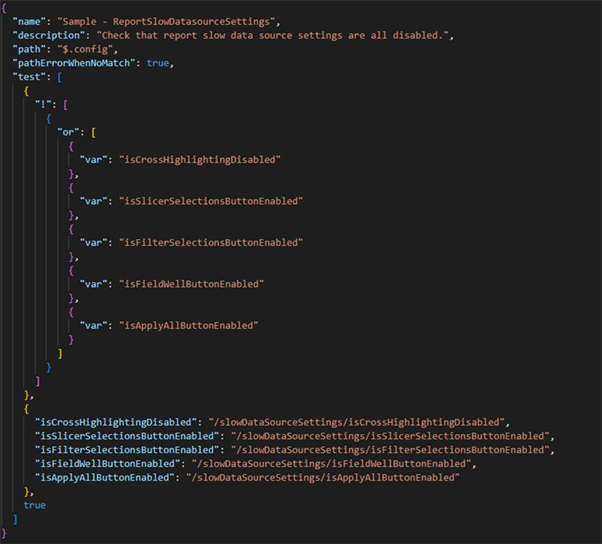 {
"name": "Sample - ReportSlowDatasourceSettings",
"description": "Check that report slow data source settings are all disabled.",
"path": "$.config",
"pathErrorWhenNoMatch": true,
"test": [
{
"!": [
{
"or": [
{
"var": "isCrossHighlightingDisabled"
},
{
"var": "isSlicerSelectionsButtonEnabled"
},
{
"var": "isFilterSelectionsButtonEnabled"
},
{
"var": "isFieldWellButtonEnabled"
},
{
"var": "isApplyAllButtonEnabled"
}
]
}
]
},
{
"isCrossHighlightingDisabled": "/slowDataSourceSettings/isCrossHighlightingDisabled",
"isSlicerSelectionsButtonEnabled": "/slowDataSourceSettings/isSlicerSelectionsButtonEnabled",
"isFilterSelectionsButtonEnabled": "/slowDataSourceSettings/isFilterSelectionsButtonEnabled",
"isFieldWellButtonEnabled": "/slowDataSourceSettings/isFieldWellButtonEnabled",
"isApplyAllButtonEnabled": "/slowDataSourceSettings/isApplyAllButtonEnabled"
},
true
]
}